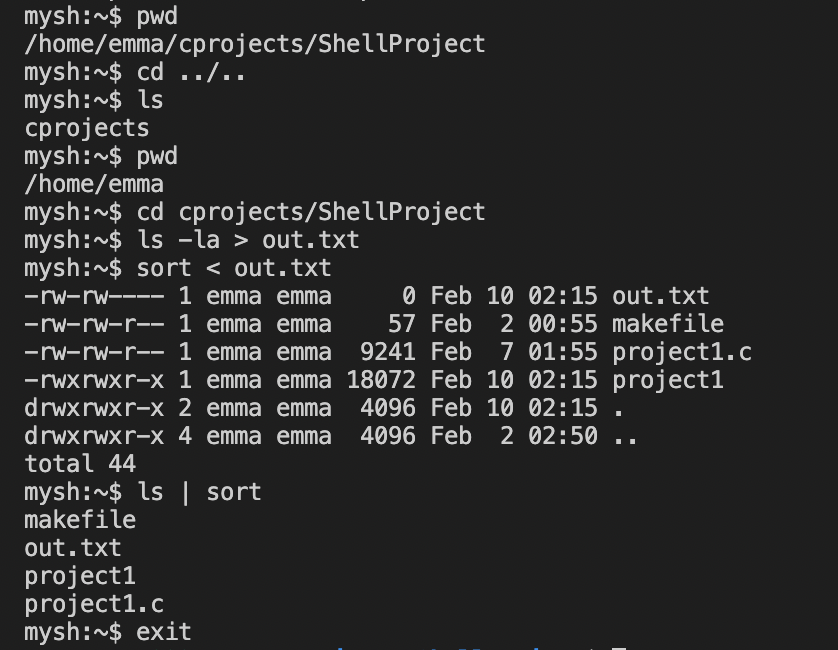 mysh:~$ pwd
/home/emma/cprojects/ShellProject
mysh:~$ cd ../..
mysh:~$ ls
cprojects
mysh:~$ pwd
/home/emma
mysh:~$ cd cprojects/ShellProject
mysh:~$ ls -la > out.txt
mysh:~$ sort < out.txt
-rw-rw---- 1 emma emma     0 Feb 10 02:15 out.txt
-rw-rw-r-- 1 emma emma    57 Feb  2 00:55 makefile
-rw-rw-r-- 1 emma emma  9241 Feb  7 01:55 project1.c
-rwxrwxr-x 1 emma emma 18072 Feb 10 02:15 project1
drwxrwxr-x 2 emma emma  4096 Feb 10 02:15 .
drwxrwxr-x 4 emma emma  4096 Feb  2 02:50 ..
total 44
mysh:~$ ls | sort
makefile
out.txt
project1
project1.c
mysh:~$ exit